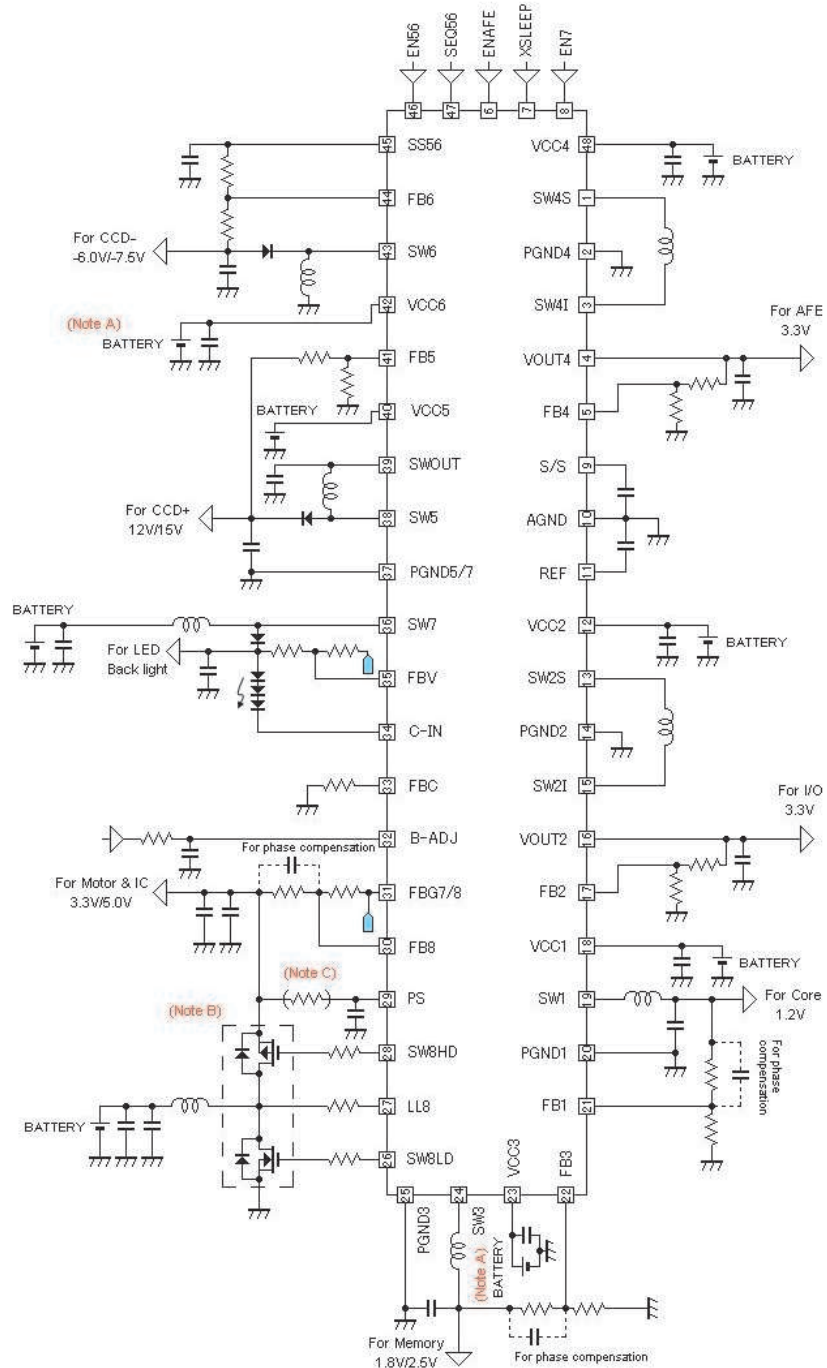 EN56
SEQ56
ENAFE
XSLEEP
EN7
46
47
6
7
8
45
SS56
44
FB6
For CCD-
-6.0V/-7.5V
43
SW6
42
VCC6
(Note A)
BATTERY
41
FB5
BATTERY
40
VCC5
39
SWOUT
For CCD+
12V/15V
38
SW5
37
PGND5/7
BATTERY
36
SW7
For LED
Back light
35
FBV
34
C-IN
33
FBC
32
B-ADJ
For phase compensation
For Motor & IC
3.3V/5.0V
31
FBG7/8
30
FB8
(Note C)
29
PS
(Note B)
28
SW8HD
BATTERY
27
LL8
26
SW8LD
VCC4
48
BATTERY
SW4S
1
PGND4
2
SW4I
3
For AFE
3.3V
VOUT4
4
FB4
5
S/S
9
AGND
10
REF
11
VCC2
12
BATTERY
SW2S
13
PGND2
14
SW2I
15
For I/O
3.3V
VOUT2
16
FB2
17
VCC1
18
BATTERY
SW1
19
For Core
1.2V
PGND1
20
For phase
compensation
FB1
21
25
PGND3
24
SW3
23
VCC3
22
FB3
(Note A)
BATTERY
For Memory
1.8V/2.5V
For phase compensation